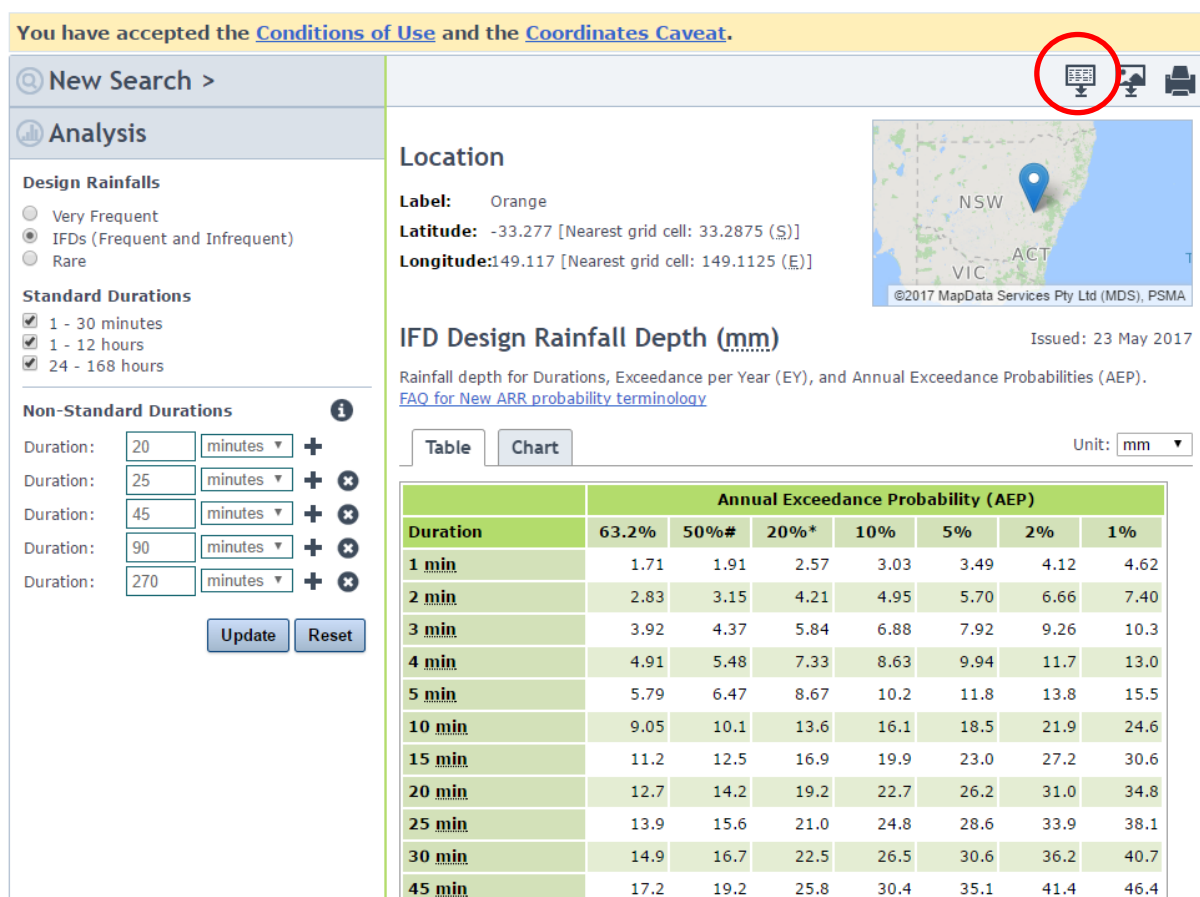 You have accepted the Conditions of Use and the Coordinates Caveat.
New Search >
Analysis
Design Rainfalls
Very Frequent
IFDs (Frequent and Infrequent)
Rare
Standard Durations
1 - 30 minutes
1 - 12 hours
24 - 168 hours
Non-Standard Durations
Duration: 20 minutes
Duration: 25 minutes
Duration: 45 minutes
Duration: 90 minutes
Duration: 270 minutes
Update Reset
Location
Label: Orange
Latitude: -33.277 [Nearest grid cell: 33.2875 (S)]
Longitude:149.117 [Nearest grid cell: 149.1125 (E)]
NSW
ACT
VIC
T
©2017 MapData Services Pty Ltd (MDS), PSMA
IFD Design Rainfall Depth (mm)
Issued: 23 May 2017
Rainfall depth for Durations, Exceedance per Year (EY), and Annual Exceedance Probabilities (AEP).
FAQ for New ARR probability terminology
Table Chart
Unit: mm
Annual Exceedance Probability (AEP)
Duration 63.2% 50%# 20%* 10% 5% 2% 1%
1 min 1.71 1.91 2.57 3.03 3.49 4.12 4.62
2 min 2.83 3.15 4.21 4.95 5.70 6.66 7.40
3 min 3.92 4.37 5.84 6.88 7.92 9.26 10.3
4 min 4.91 5.48 7.33 8.63 9.94 11.7 13.0
5 min 5.79 6.47 8.67 10.2 11.8 13.8 15.5
10 min 9.05 10.1 13.6 16.1 18.5 21.9 24.6
15 min 11.2 12.5 16.9 19.9 23.0 27.2 30.6
20 min 12.7 14.2 19.2 22.7 26.2 31.0 34.8
25 min 13.9 15.6 21.0 24.8 28.6 33.9 38.1
30 min 14.9 16.7 22.5 26.5 30.6 36.2 40.7
45 min 17.2 19.2 25.8 30.4 35.1 41.4 46.4